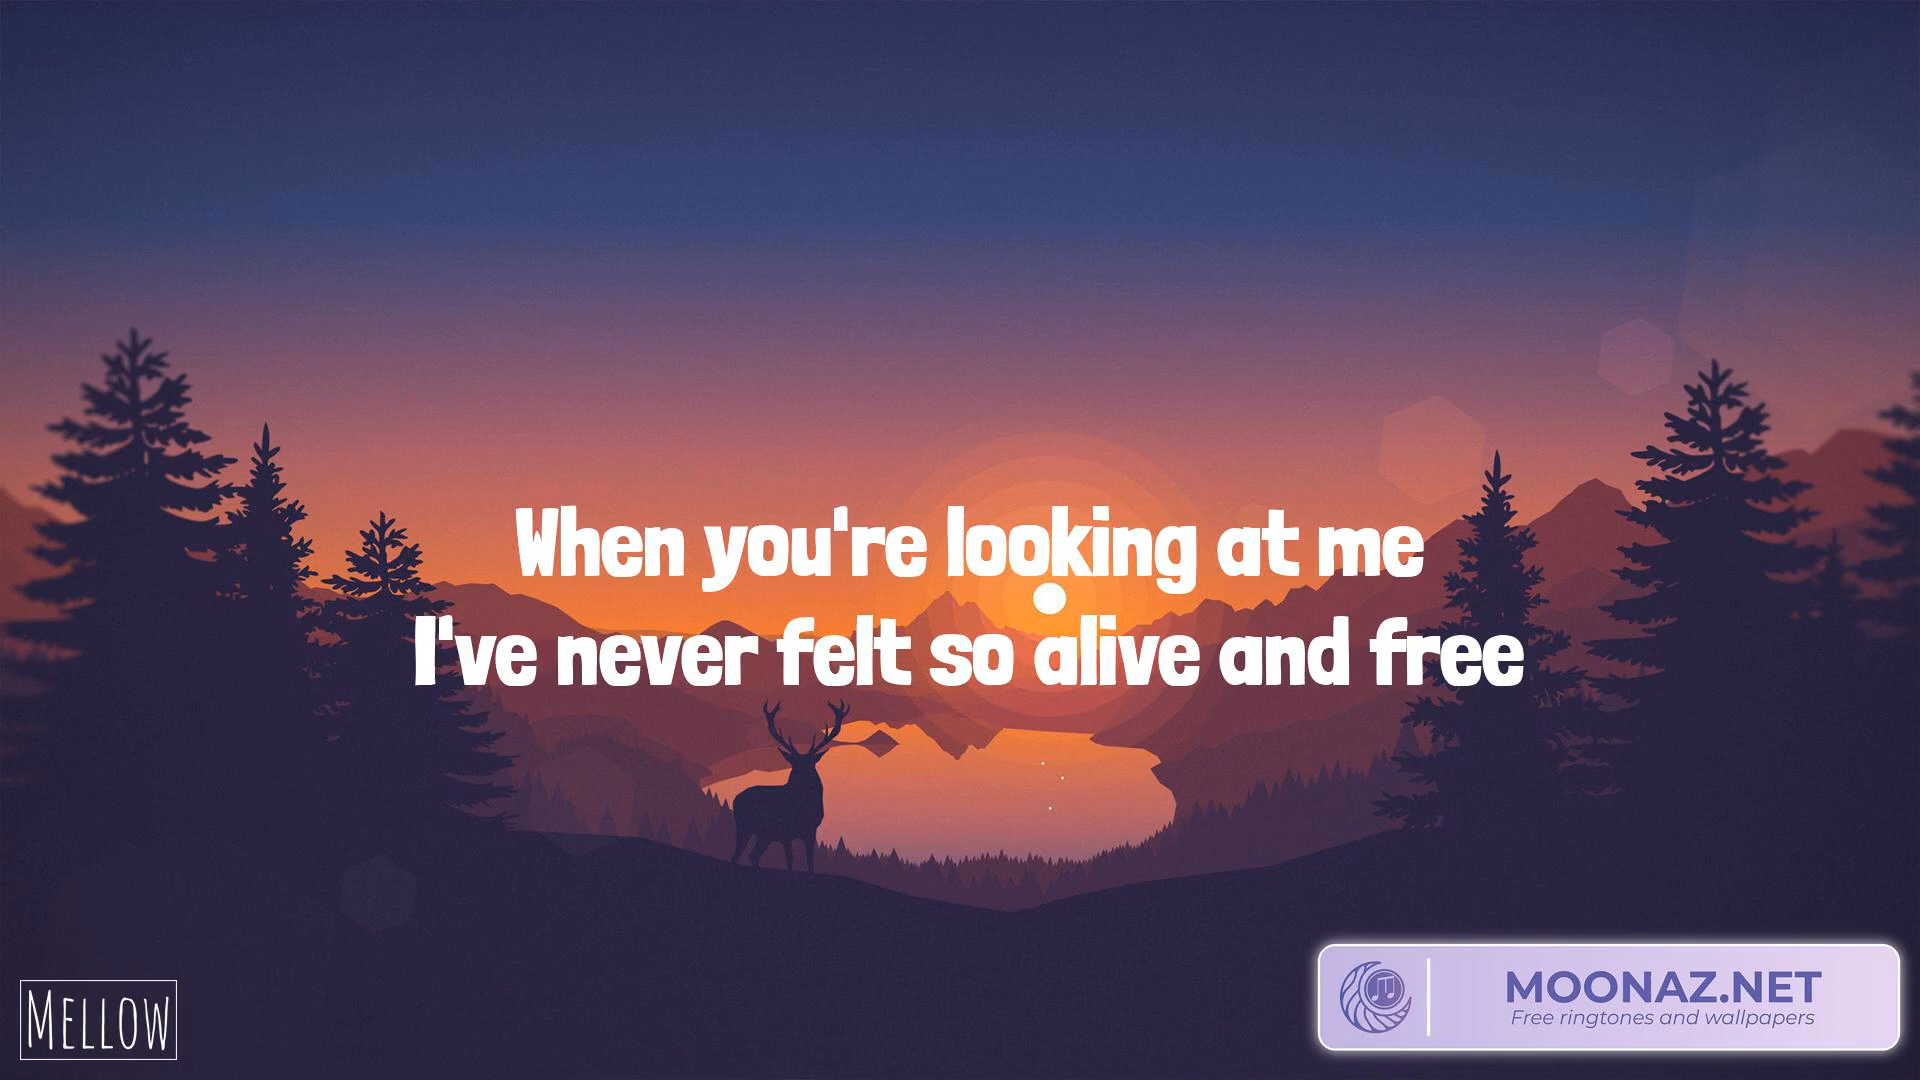 When you're looking at me
I've never felt so alive and free
MELLOW
MOONAZ.NET
Free ringtones and wallpapers